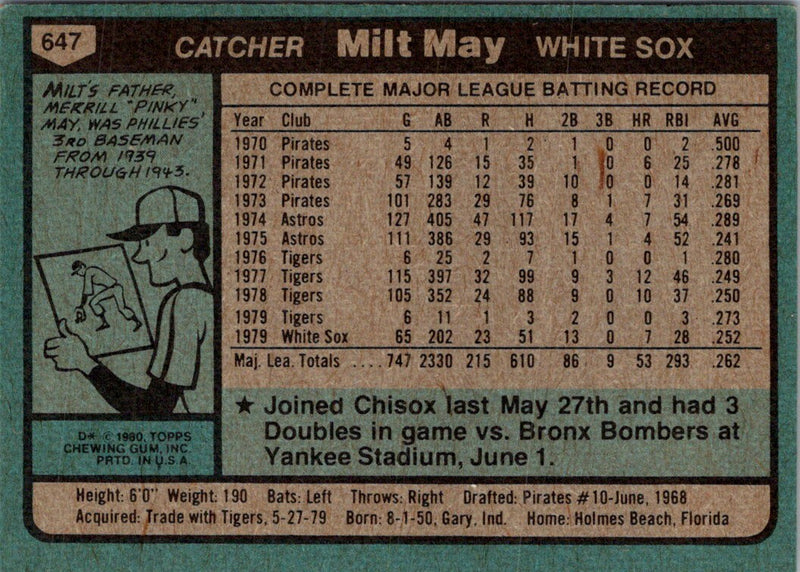 647 CATCHER Milt May WHITE SOX
MILT'S FATHER,
MERRILL "PINKY"
MAY, WAS PHILLIES'
3RD BASEMAN
FROM 1939
THROUGH 1943.
D* © 1980, TOPPS
CHEWING GUM, INC.
PRTD. IN U.S.A.
COMPLETE MAJOR LEAGUE BATTING RECORD
Year Club G AB R H 2B 3B HR RBI AVG
1970 Pirates 5 4 1 2 1 0 0 2 .500
1971 Pirates 49 126 15 35 1 0 6 25 .278
1972 Pirates 57 139 12 39 10 0 0 14 .281
1973 Pirates 101 283 29 76 8 1 7 31 .269
1974 Astros 127 405 47 117 17 4 7 54 .289
1975 Astros 111 386 29 93 15 1 4 52 .241
1976 Tigers 6 25 2 7 1 0 0 1 .280
1977 Tigers 115 397 32 99 9 3 12 46 .249
1978 Tigers 105 352 24 88 9 0 10 37 .250
1979 Tigers 6 11 1 3 2 0 0 3 .273
1979 White Sox 65 202 23 51 13 0 7 28 .252
Maj. Lea. Totals .... 747 2330 215 610 86 9 53 293 .262
★ Joined Chisox last May 27th and had 3
Doubles in game vs. Bronx Bombers at
Yankee Stadium, June 1.
Height: 6'0" Weight: 190 Bats: Left Throws: Right Drafted: Pirates #10-June, 1968
Acquired: Trade with Tigers, 5-27-79 Born: 8-1-50, Gary, Ind. Home: Holmes Beach, Florida